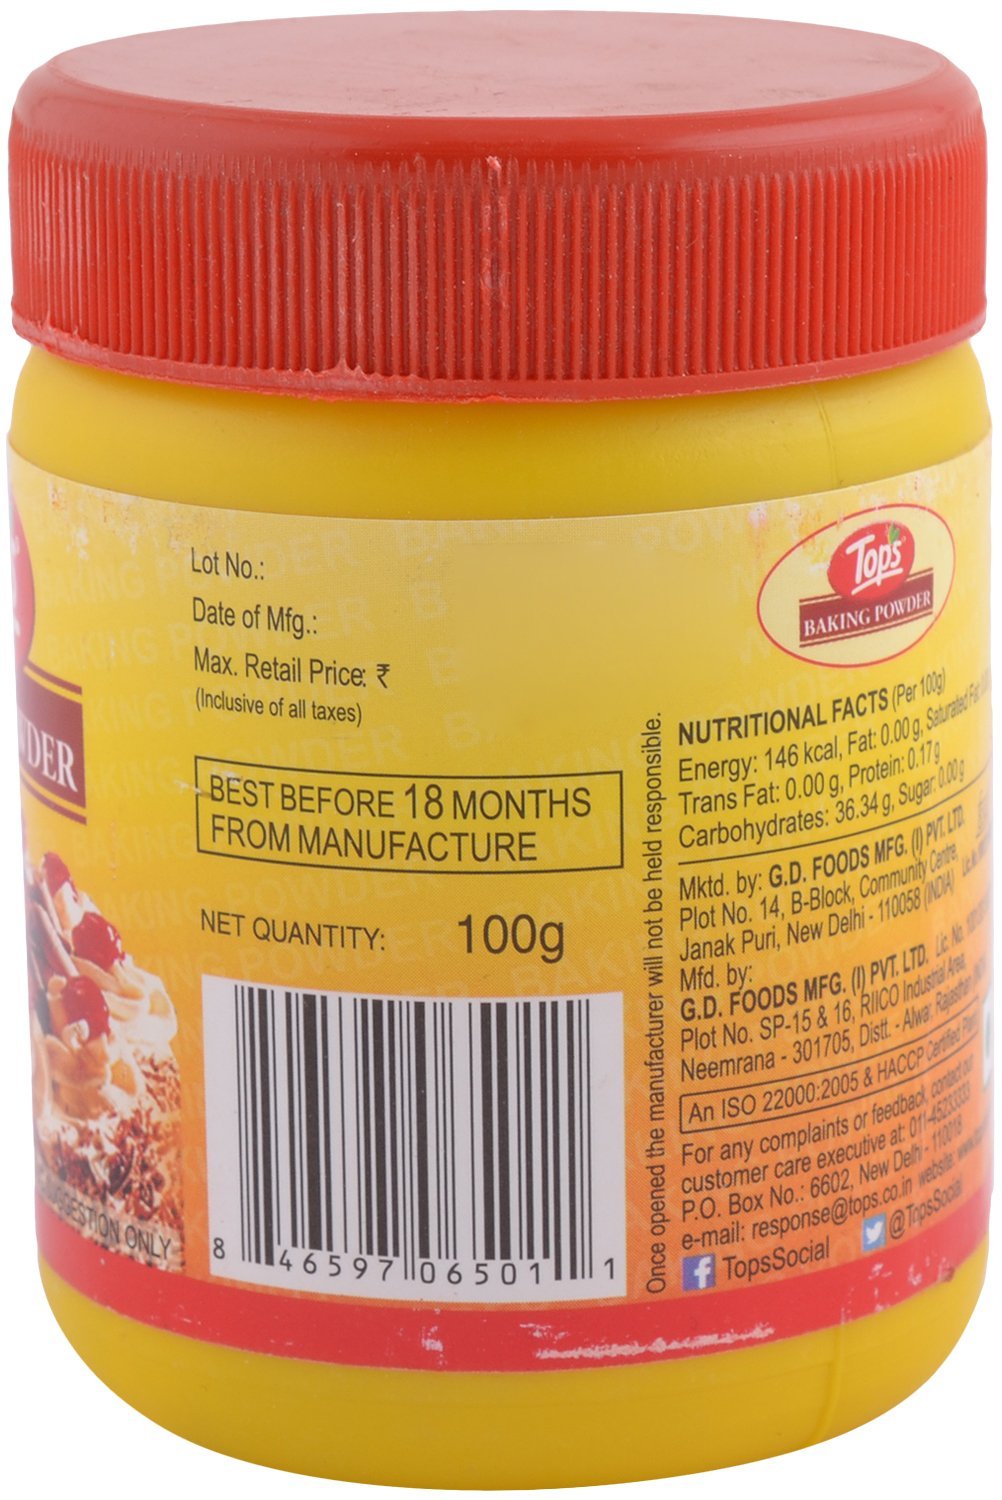 DER
SUGGESTION ONLY
Lot No.:
Date of Mfg.:
Max. Retail Price: ₹
(Inclusive of all taxes)
BEST BEFORE 18 MONTHS
FROM MANUFACTURE
NET QUANTITY: 100g
8 46597 06501 1
Once opened the manufacturer will not be held responsible.
Tops
BAKING POWDER
NUTRITIONAL FACTS (Per 100g)
Energy: 146 kcal, Fat: 0.00 g, Saturated
Trans Fat: 0.00 g, Protein: 0.17 g
Carbohydrates: 36.34 g, Sugar: 0.00g
Mktd. by: G.D. FOODS MFG. (I) PVT. LTD.
Plot No. 14, B-Block, Community Centre,
Janak Puri, New Delhi - 110058 (INDIA)
Mfd. by:
G.D. FOODS MFG. (I) PVT. LTD. Lic. No.
Plot No. SP-15 & 16, RIICO Industrial Area,
Neemrana - 301705, Distt. - Alwar, Rajasthan
An ISO 22000:2005 & HACCP Certified
For any complaints or feedback, contact our
customer care executive at: 011-45233333
P.O. Box No.: 6602, New Delhi - 110018
e-mail: response@tops.co.in website:
TopsSocial @TopsSocial